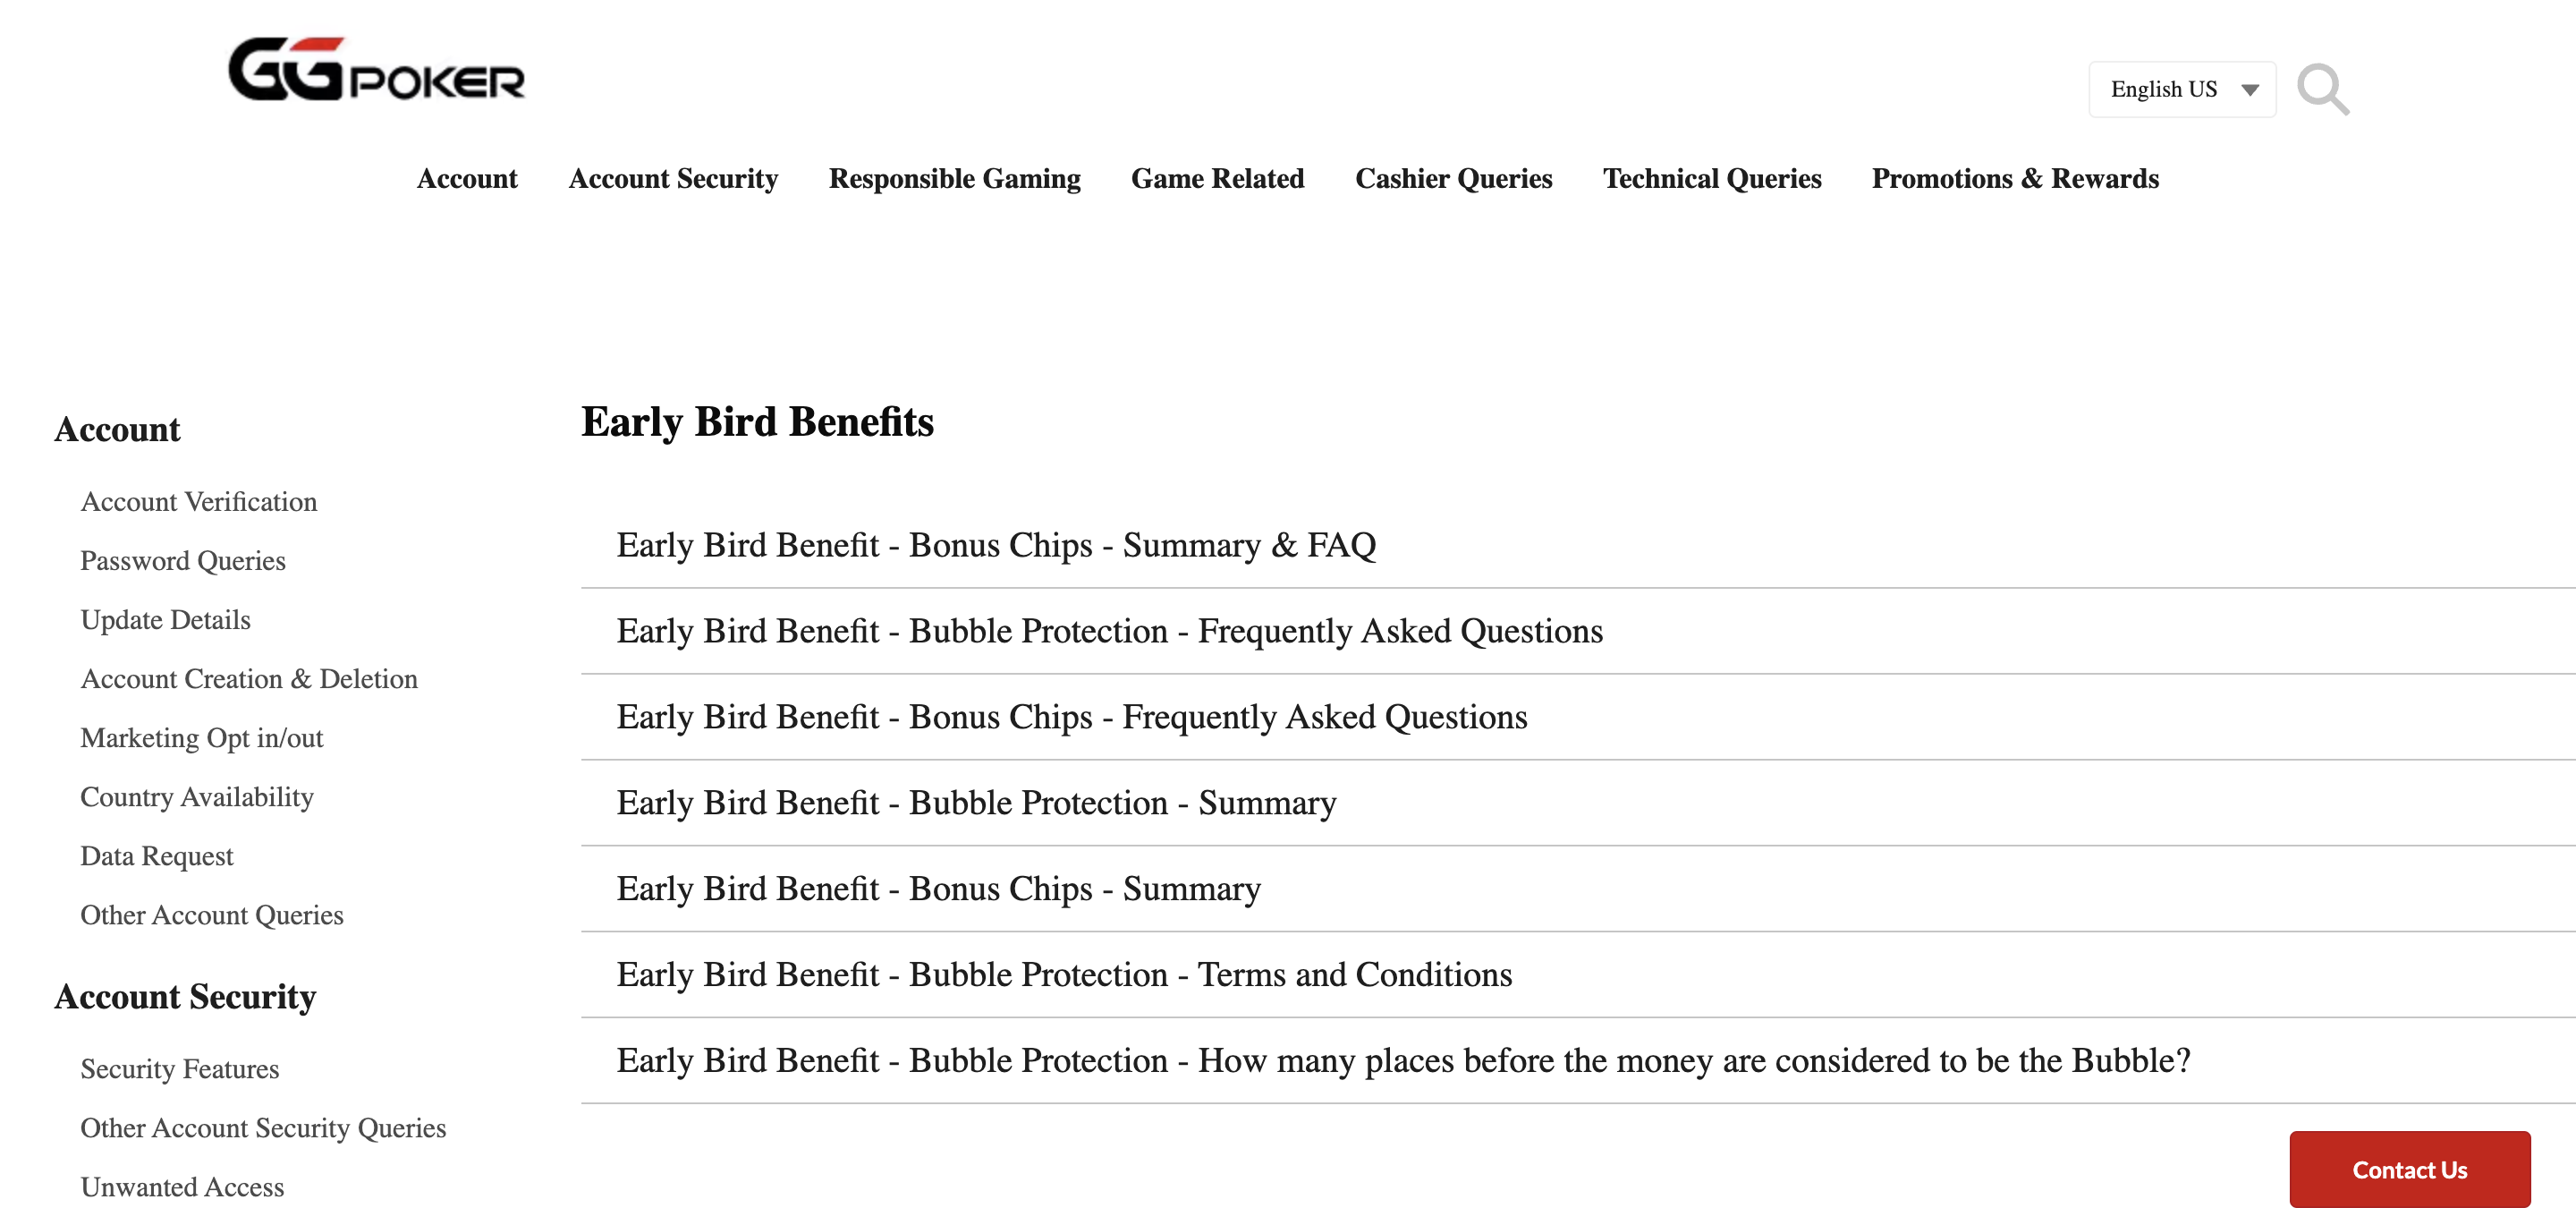 GGPOKER
English US
Account Account Security Responsible Gaming Game Related Cashier Queries Technical Queries Promotions & Rewards
Account
Account Verification
Password Queries
Update Details
Account Creation & Deletion
Marketing Opt in/out
Country Availability
Data Request
Other Account Queries
Account Security
Security Features
Other Account Security Queries
Unwanted Access
Early Bird Benefits
Early Bird Benefit - Bonus Chips - Summary & FAQ
Early Bird Benefit - Bubble Protection - Frequently Asked Questions
Early Bird Benefit - Bonus Chips - Frequently Asked Questions
Early Bird Benefit - Bubble Protection - Summary
Early Bird Benefit - Bonus Chips - Summary
Early Bird Benefit - Bubble Protection - Terms and Conditions
Early Bird Benefit - Bubble Protection - How many places before the money are considered to be the Bubble?
Contact Us